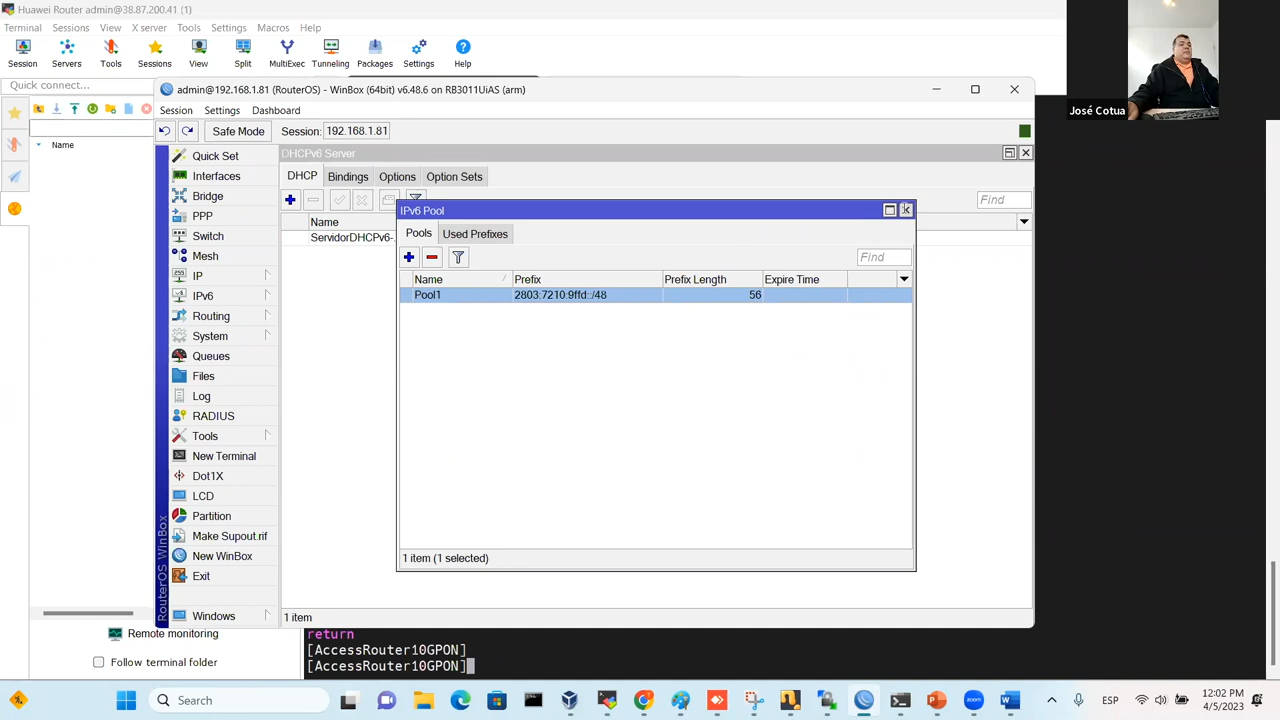 Huawei Router admin@38.87.200.41 (1)
Terminal Sessions View X server Tools Settings Macros Help
Session Servers Tools Sessions View Split MultiExec Tunneling Packages Settings Help
Quick connect...
Name
admin@192.168.1.81 (RouterOS) - WinBox (64bit) v6.48.6 on RB3011UiAS (arm)
Session Settings Dashboard
Safe Mode Session: 192.168.1.81
Quick Set
Interfaces
Bridge
PPP
Switch
Mesh
IP
IPv6
Routing
System
Queues
Files
Log
RADIUS
Tools
New Terminal
Dot1X
LCD
Partition
Make Supout.rif
New WinBox
Exit
Windows
RouterOS WinBox
DHCPv6 Server
DHCP Bindings Options Option Sets
Find
Name
ServidorDHCPv6-
IPv6 Pool
Pools Used Prefixes
Find
Name Prefix Prefix Length Expire Time
Pool1 2803:7210:9ffd::/48 56
1 item (1 selected)
1 item
Remote monitoring
Follow terminal folder
return
[AccessRouter10GPON]
[AccessRouter10GPON]
José Cotua
Search
ESP
12:02 PM
4/5/2023